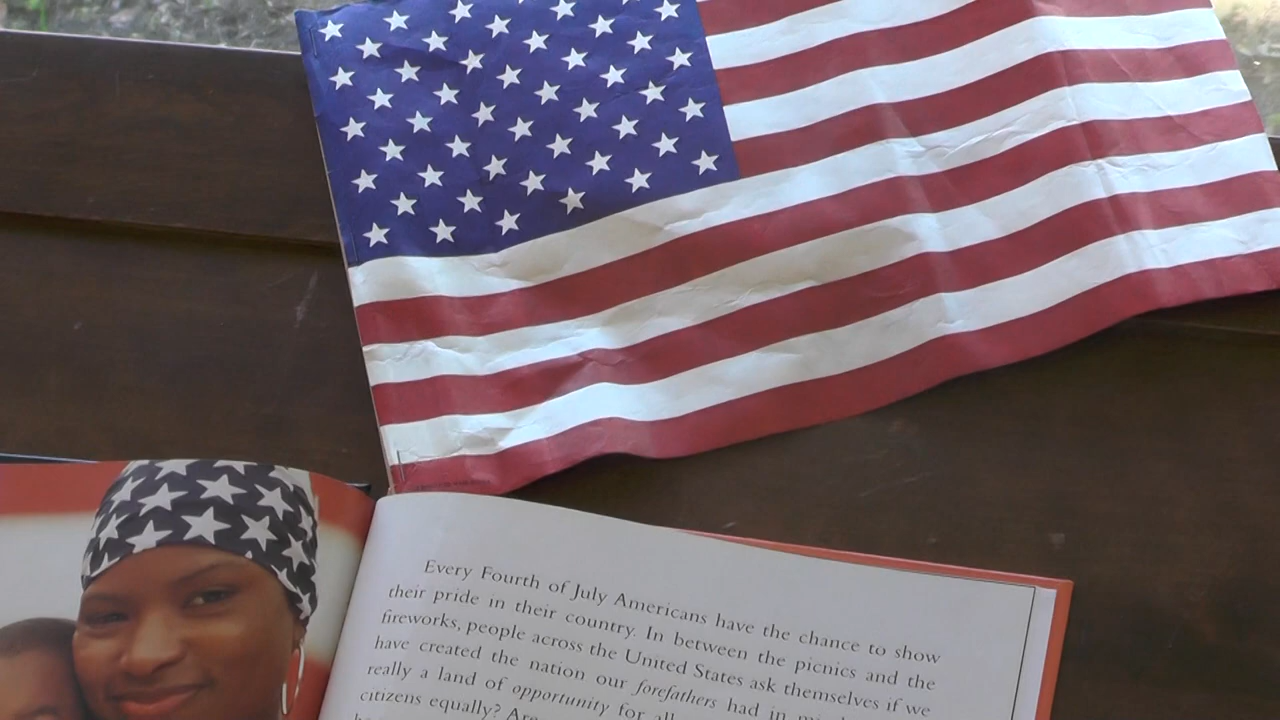 Every Fourth of July Americans have the chance to show
their pride in their country. In between the picnics and the
fireworks, people across the United States ask themselves if we
have created the nation our forefathers had in
really a land of opportunity for all
citizens equally? Are